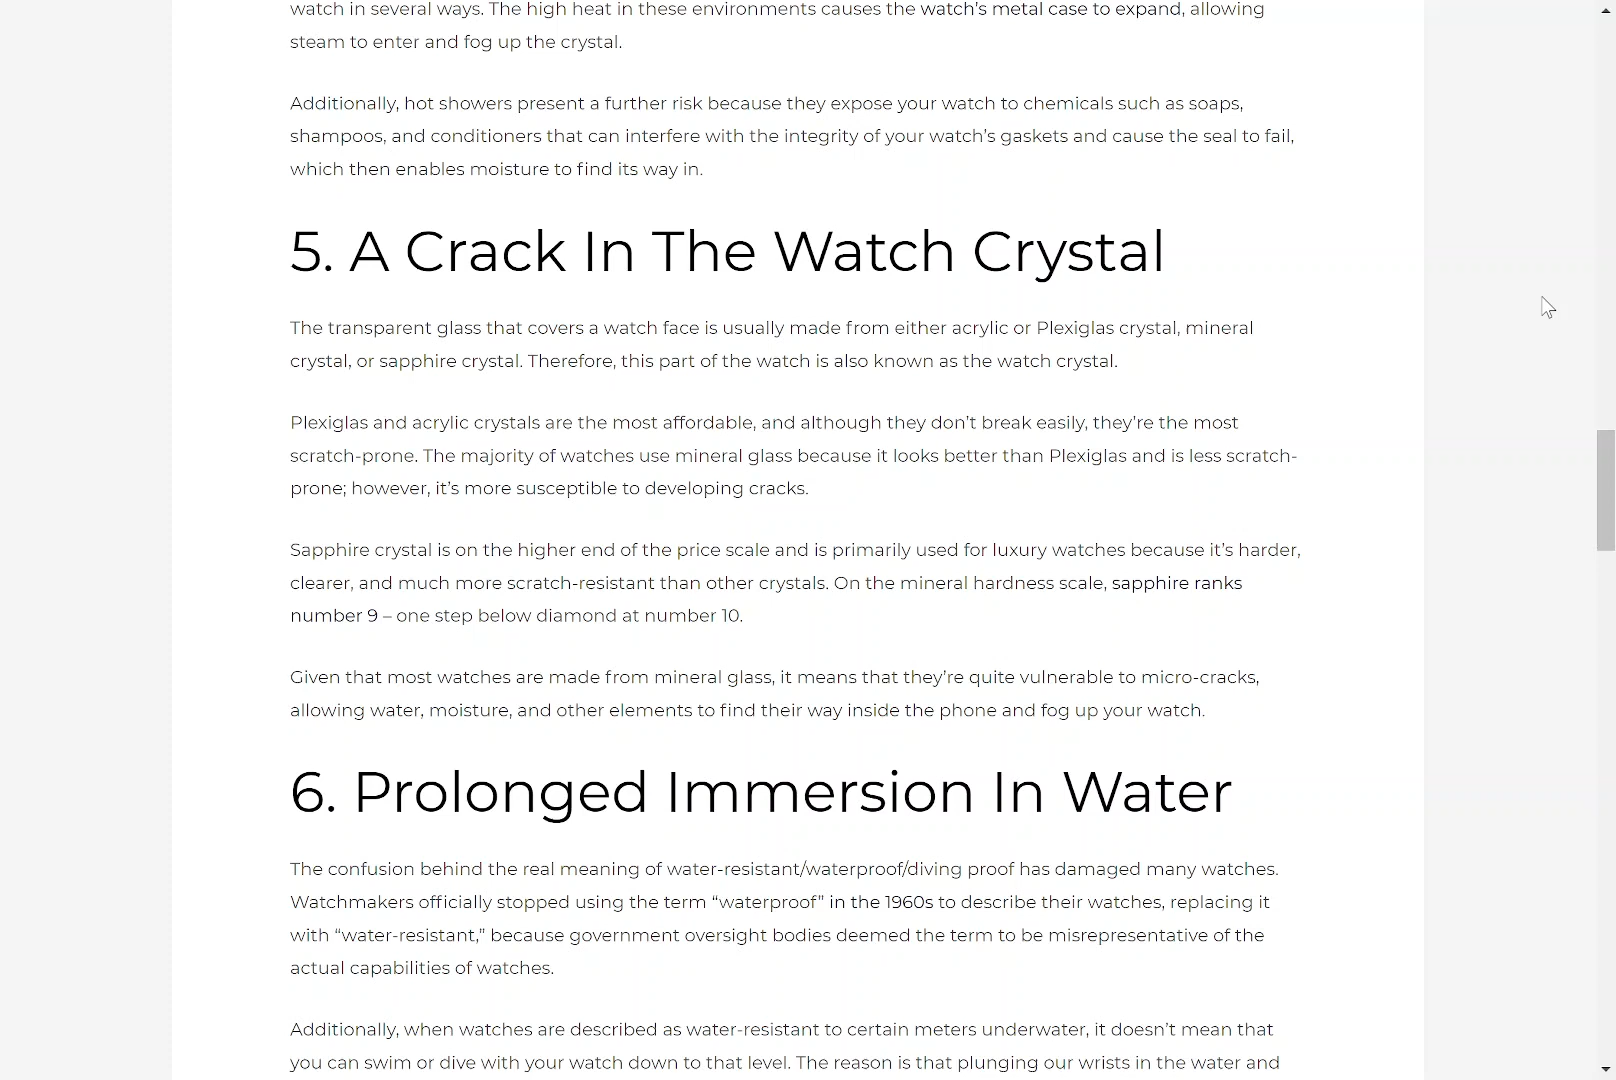 watch in several ways. The high heat in these environments causes the watch’s metal case to expand, allowing
steam to enter and fog up the crystal.
Additionally, hot showers present a further risk because they expose your watch to chemicals such as soaps,
shampoos, and conditioners that can interfere with the integrity of your watch’s gaskets and cause the seal to fail,
which then enables moisture to find its way in.
5. A Crack In The Watch Crystal
The transparent glass that covers a watch face is usually made from either acrylic or Plexiglas crystal, mineral
crystal, or sapphire crystal. Therefore, this part of the watch is also known as the watch crystal.
Plexiglas and acrylic crystals are the most affordable, and although they don’t break easily, they’re the most
scratch-prone. The majority of watches use mineral glass because it looks better than Plexiglas and is less scratch-
prone; however, it’s more susceptible to developing cracks.
Sapphire crystal is on the higher end of the price scale and is primarily used for luxury watches because it’s harder,
clearer, and much more scratch-resistant than other crystals. On the mineral hardness scale, sapphire ranks
number 9 – one step below diamond at number 10.
Given that most watches are made from mineral glass, it means that they’re quite vulnerable to micro-cracks,
allowing water, moisture, and other elements to find their way inside the phone and fog up your watch.
6. Prolonged Immersion In Water
The confusion behind the real meaning of water-resistant/waterproof/diving proof has damaged many watches.
Watchmakers officially stopped using the term “waterproof” in the 1960s to describe their watches, replacing it
with “water-resistant,” because government oversight bodies deemed the term to be misrepresentative of the
actual capabilities of watches.
Additionally, when watches are described as water-resistant to certain meters underwater, it doesn’t mean that
you can swim or dive with your watch down to that level. The reason is that plunging our wrists in the water and